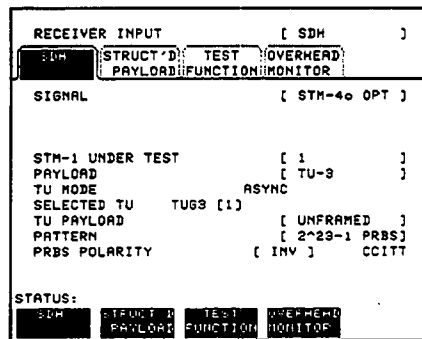 RECEIVER INPUT [ SDH ]
SDH STRUCT'D PAYLOAD TEST FUNCTION OVERHEAD MONITOR
SIGNAL [ STM-4o OPT ]
STM-1 UNDER TEST [ 1 ]
PAYLOAD [ TU-3 ]
TU MODE ASYNC
SELECTED TU TUG3 [1]
TU PAYLOAD [ UNFRAMED ]
PATTERN [ 2^23-1 PRBS]
PRBS POLARITY [ INV ] CCITT
STATUS:
SDH STRUCT'D PAYLOAD TEST FUNCTION OVERHEAD MONITOR